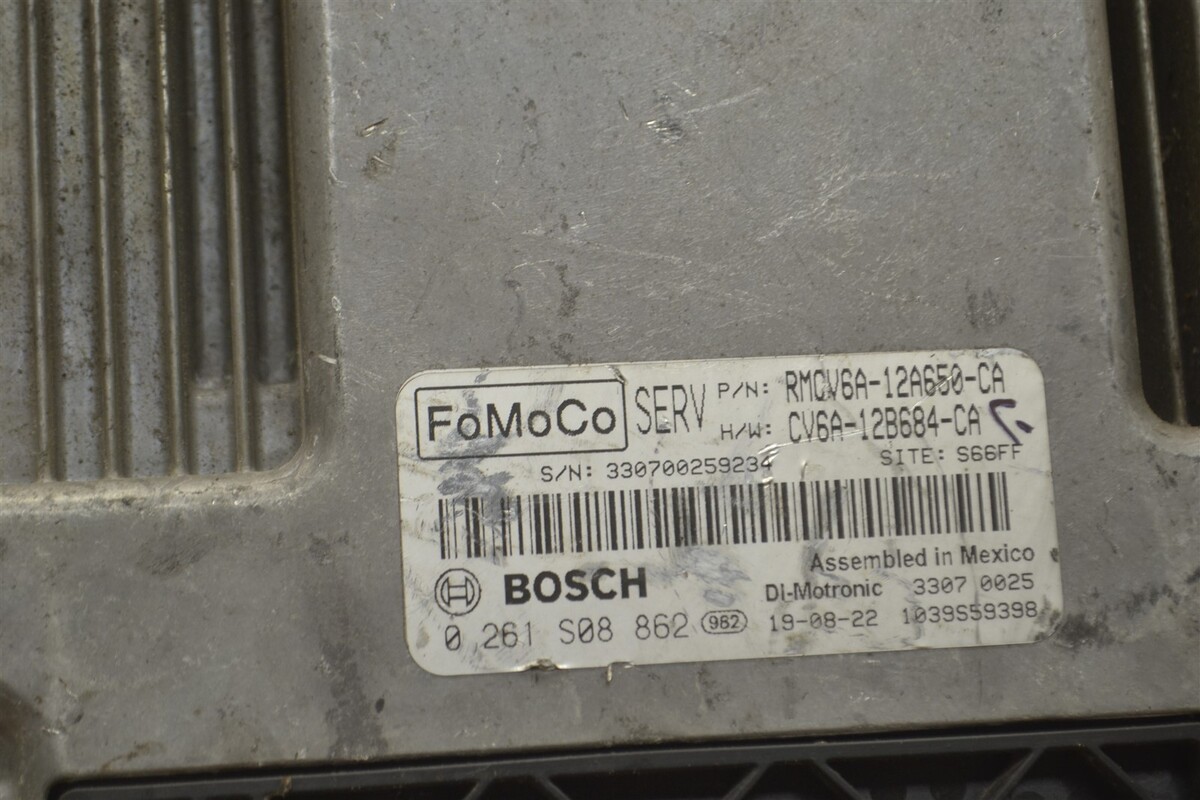 FoMoCo SERV P/N: RMCV6A-12A650-CA
H/W: CV6A-12B684-CA
S/N: 330700259234 SITE: S66FF
Assembled in Mexico
BOSCH DI-Motronic 3307 0025
0 261 S08 862 962 19-08-22 1039S59398